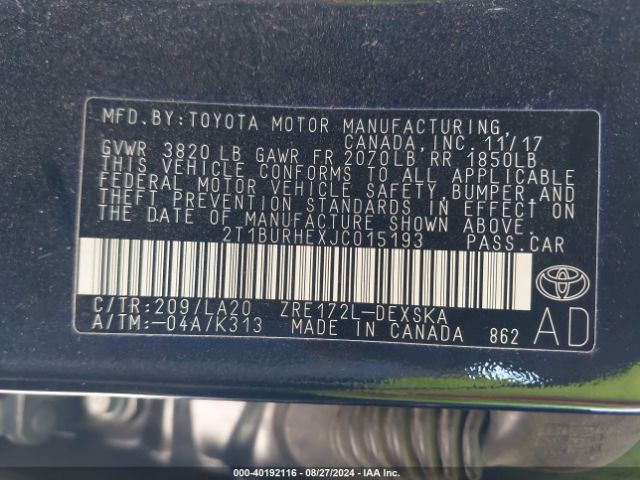 MFD.BY:TOYOTA MOTOR MANUFACTURING,
CANADA, INC. 11/17
GVWR 3820 LB GAWR FR 2070LB RR 1850LB
THIS VEHICLE CONFORMS TO ALL APPLICABLE
FEDERAL MOTOR VEHICLE SAFETY, BUMPER AND
THEFT PREVENTION STANDARDS IN EFFECT ON
THE DATE OF MANUFACTURE SHOWN ABOVE.
2T1BURHEXJC015193 PASS.CAR
C/TR:209/LA20 ZRE172L-DEXSKA
A/TM:-04A/K313 MADE IN CANADA 862
AD
000-40192116 - 08/27/2024 - IAA Inc.